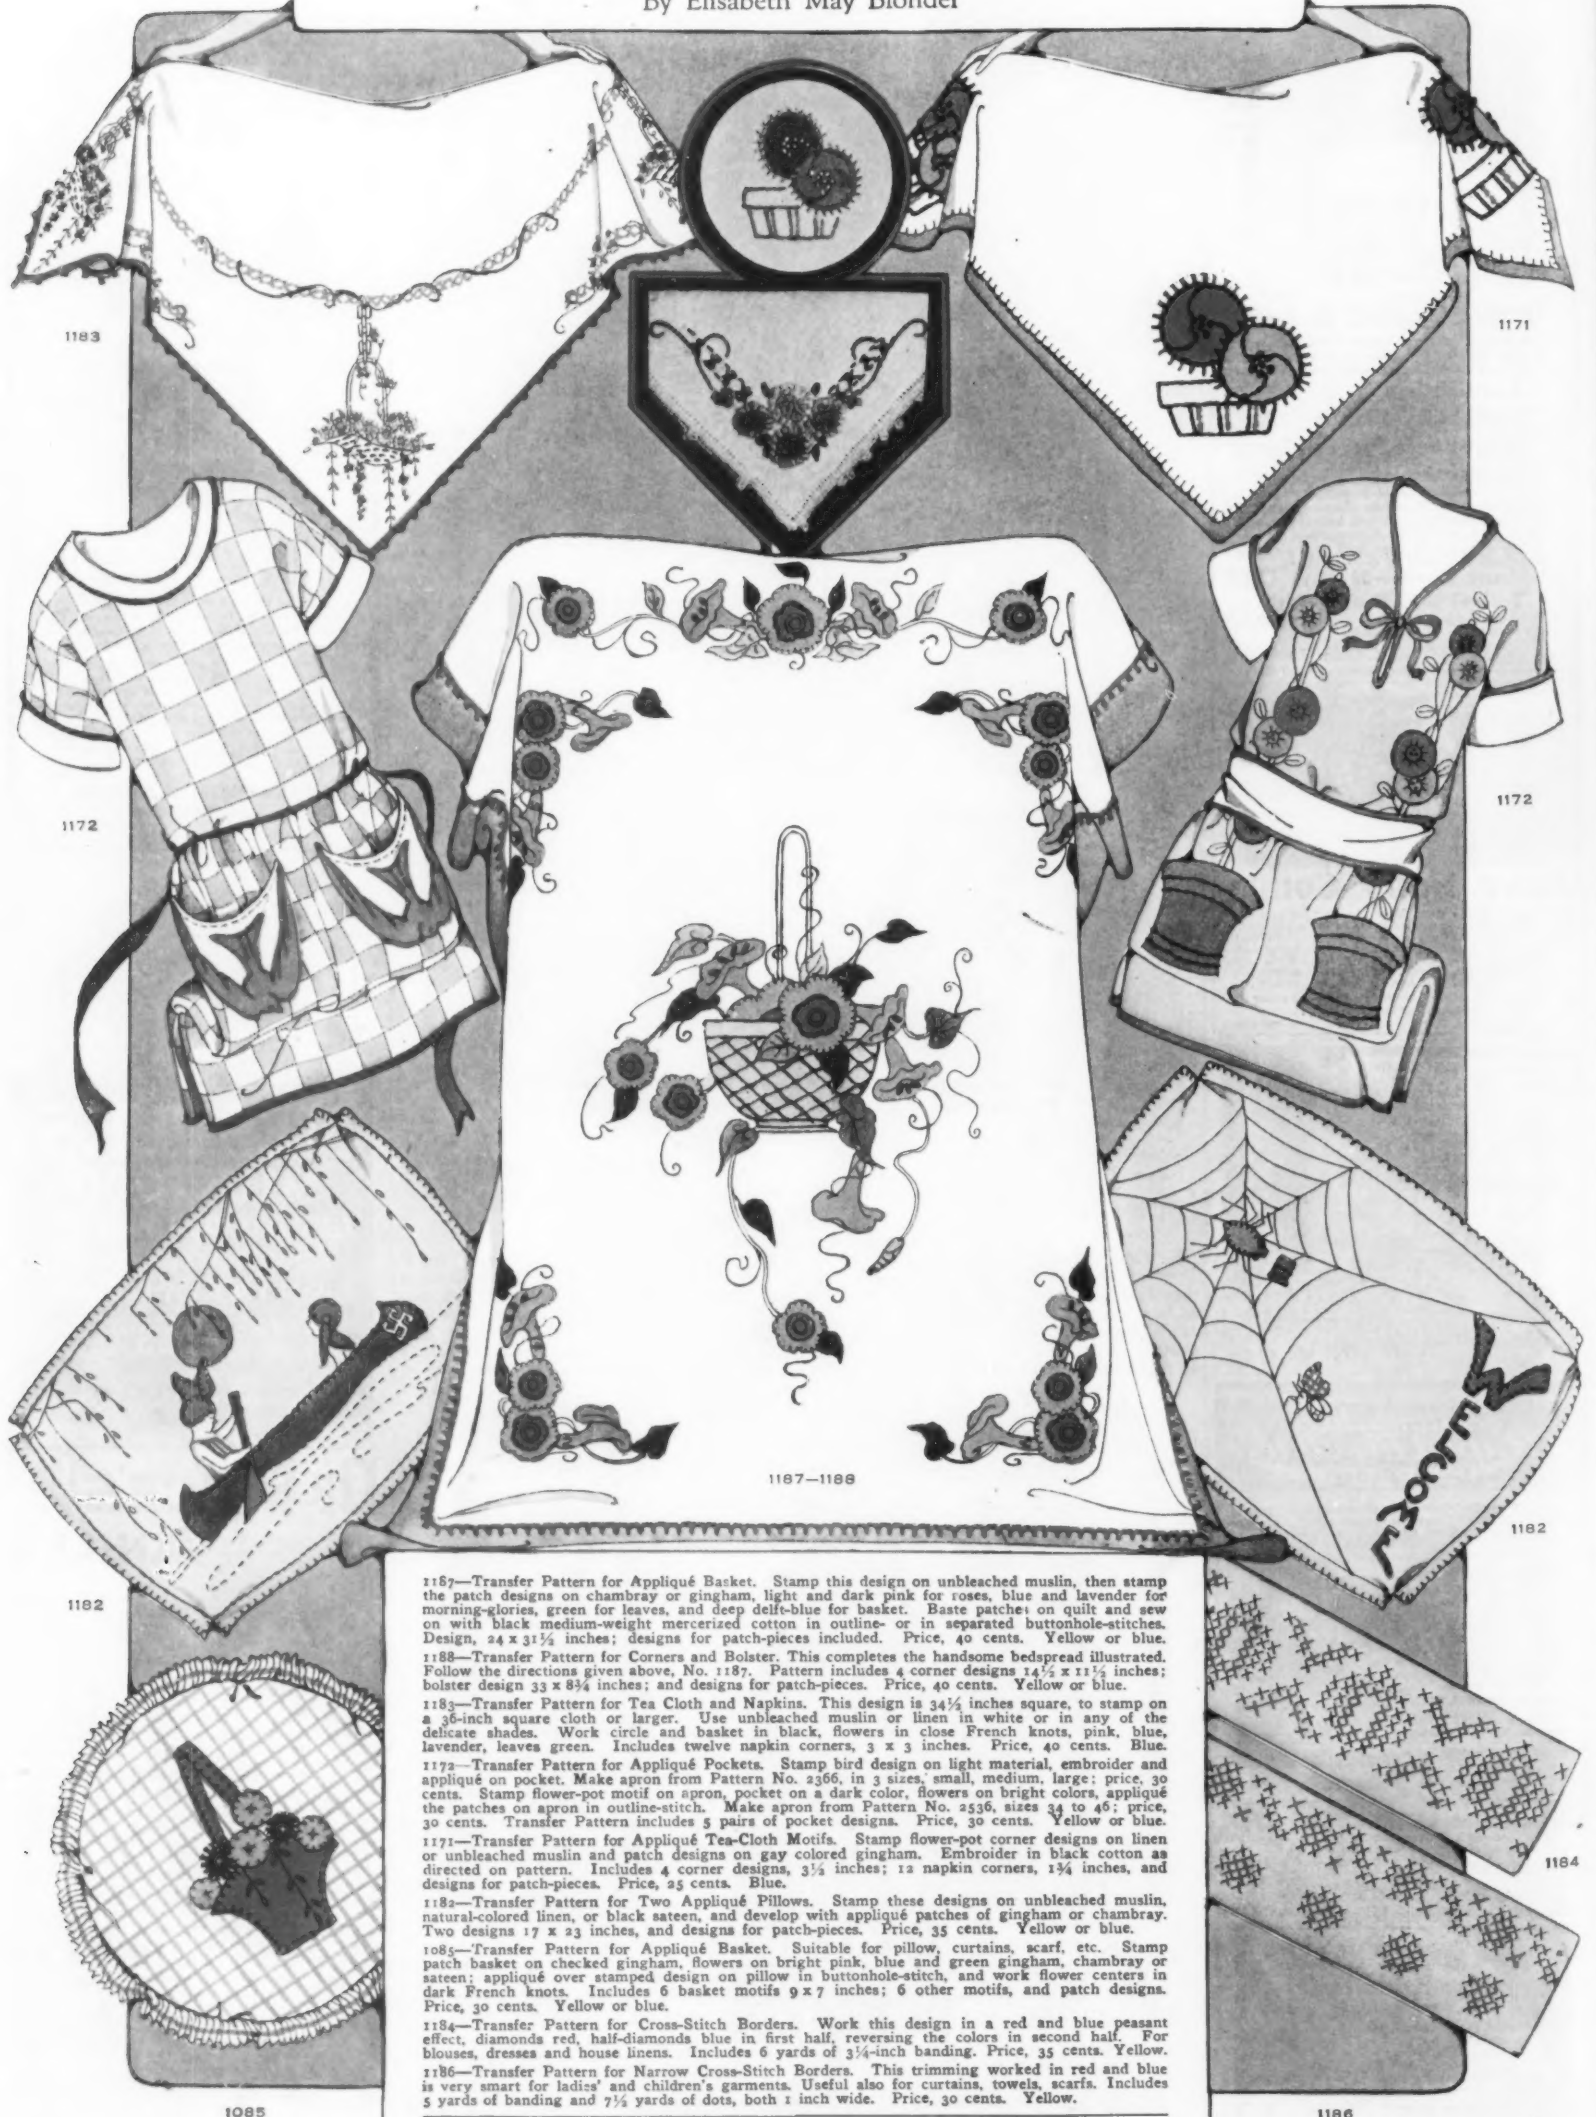 By Elisabeth May Blondel
1183
1171
1172
1172
1187—1188
WELCOME
1182
1182
1187—Transfer Pattern for Appliqué Basket. Stamp this design on unbleached muslin, then stamp
the patch designs on chambray or gingham, light and dark pink for roses, blue and lavender for
morning-glories, green for leaves, and deep delft-blue for basket. Baste patches on quilt and sew
on with black medium-weight mercerized cotton in outline- or in separated buttonhole-stitches.
Design, 24 x 31½ inches; designs for patch-pieces included. Price, 40 cents. Yellow or blue.
1188—Transfer Pattern for Corners and Bolster. This completes the handsome bedspread illustrated.
Follow the directions given above, No. 1187. Pattern includes 4 corner designs 14½ x 11½ inches;
bolster design 33 x 8¾ inches; and designs for patch-pieces. Price, 40 cents. Yellow or blue.
1183—Transfer Pattern for Tea Cloth and Napkins. This design is 34½ inches square, to stamp on
a 36-inch square cloth or larger. Use unbleached muslin or linen in white or in any of the
delicate shades. Work circle and basket in black, flowers in close French knots, pink, blue,
lavender, leaves green. Includes twelve napkin corners, 3 x 3 inches. Price, 40 cents. Blue.
1172—Transfer Pattern for Appliqué Pockets. Stamp bird design on light material, embroider and
appliqué on pocket. Make apron from Pattern No. 2366, in 3 sizes, small, medium, large; price, 30
cents. Stamp flower-pot motif on apron, pocket on a dark color, flowers on bright colors, appliqué
the patches on apron in outline-stitch. Make apron from Pattern No. 2536, sizes 34 to 46; price,
30 cents. Transfer Pattern includes 5 pairs of pocket designs. Price, 30 cents. Yellow or blue.
1171—Transfer Pattern for Appliqué Tea-Cloth Motifs. Stamp flower-pot corner designs on linen
or unbleached muslin and patch designs on gay colored gingham. Embroider in black cotton as
directed on pattern. Includes 4 corner designs, 3½ inches; 12 napkin corners, 1¾ inches, and
designs for patch-pieces. Price, 25 cents. Blue.
1182—Transfer Pattern for Two Appliqué Pillows. Stamp these designs on unbleached muslin,
natural-colored linen, or black sateen, and develop with appliqué patches of gingham or chambray.
Two designs 17 x 23 inches, and designs for patch-pieces. Price, 35 cents. Yellow or blue.
1085—Transfer Pattern for Appliqué Basket. Suitable for pillow, curtains, scarf, etc. Stamp
patch basket on checked gingham, flowers on bright pink, blue and green gingham, chambray or
sateen; appliqué over stamped design on pillow in buttonhole-stitch, and work flower centers in
dark French knots. Includes 6 basket motifs 9 x 7 inches; 6 other motifs, and patch designs.
Price, 30 cents. Yellow or blue.
1184—Transfer Pattern for Cross-Stitch Borders. Work this design in a red and blue peasant
effect, diamonds red, half-diamonds blue in first half, reversing the colors in second half. For
blouses, dresses and house linens. Includes 6 yards of 3¼-inch banding. Price, 35 cents. Yellow.
1186—Transfer Pattern for Narrow Cross-Stitch Borders. This trimming worked in red and blue
is very smart for ladies' and children's garments. Useful also for curtains, towels, scarfs. Includes
5 yards of banding and 7½ yards of dots, both 1 inch wide. Price, 30 cents. Yellow.
1184
1085
1186